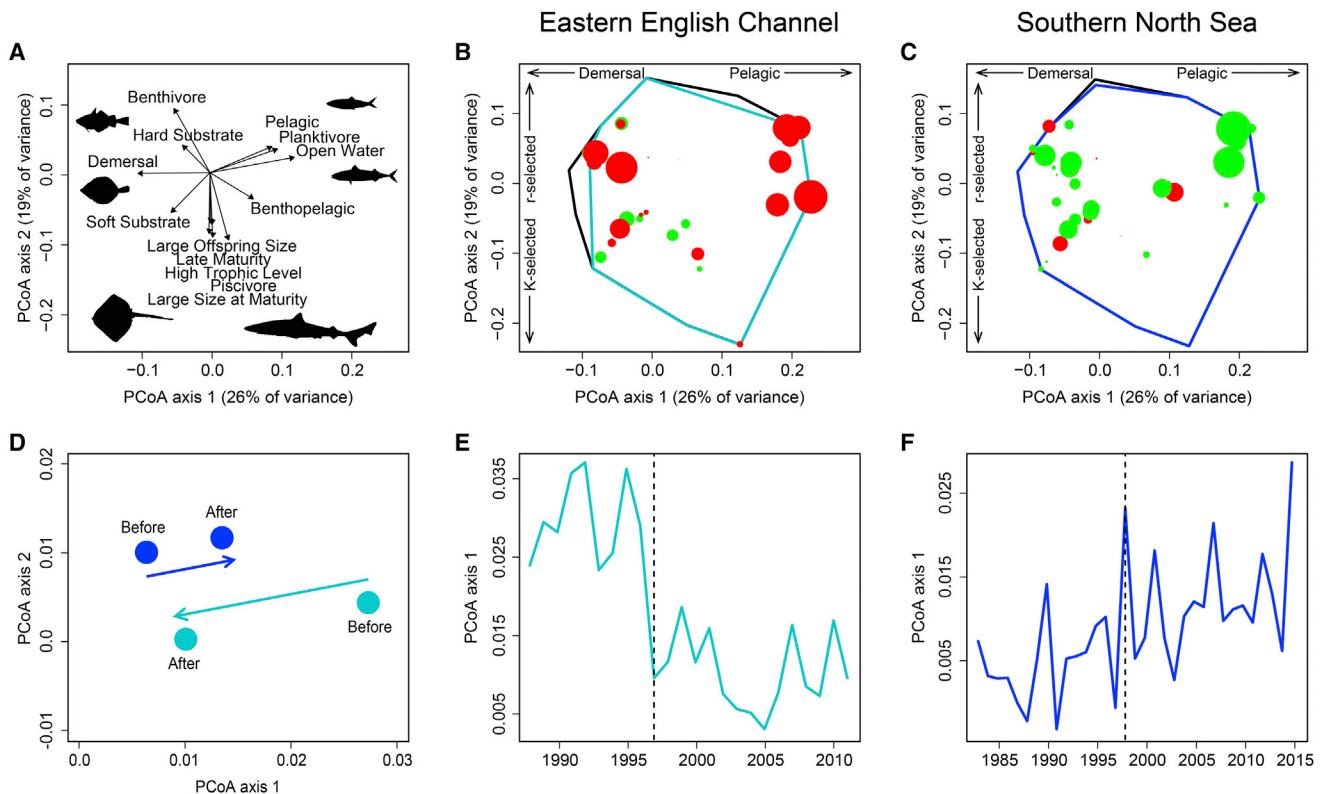 Eastern English Channel
Southern North Sea
A
Benthivore
Hard Substrate
Pelagic
Planktivore
Open Water
Demersal
Soft Substrate
Benthopelagic
Large Offspring Size
Late Maturity
High Trophic Level
Piscivore
Large Size at Maturity
PCoA axis 2 (19% of variance)
0.1
0.0
−0.1
−0.2
−0.1
0.0
0.1
0.2
PCoA axis 1 (26% of variance)
B
Demersal
Pelagic
r-selected
K-selected
PCoA axis 2 (19% of variance)
0.1
0.0
−0.1
−0.2
−0.1
0.0
0.1
0.2
PCoA axis 1 (26% of variance)
C
Demersal
Pelagic
r-selected
K-selected
PCoA axis 2 (19% of variance)
0.1
0.0
−0.1
−0.2
−0.1
0.0
0.1
0.2
PCoA axis 1 (26% of variance)
D
Before
After
After
Before
PCoA axis 2
0.02
0.01
0.0
-0.01
0.0
0.01
0.02
0.03
PCoA axis 1
E
PCoA axis 1
0.035
0.025
0.015
0.005
1990
1995
2000
2005
2010
F
PCoA axis 1
0.025
0.015
0.005
1985
1990
1995
2000
2005
2010
2015